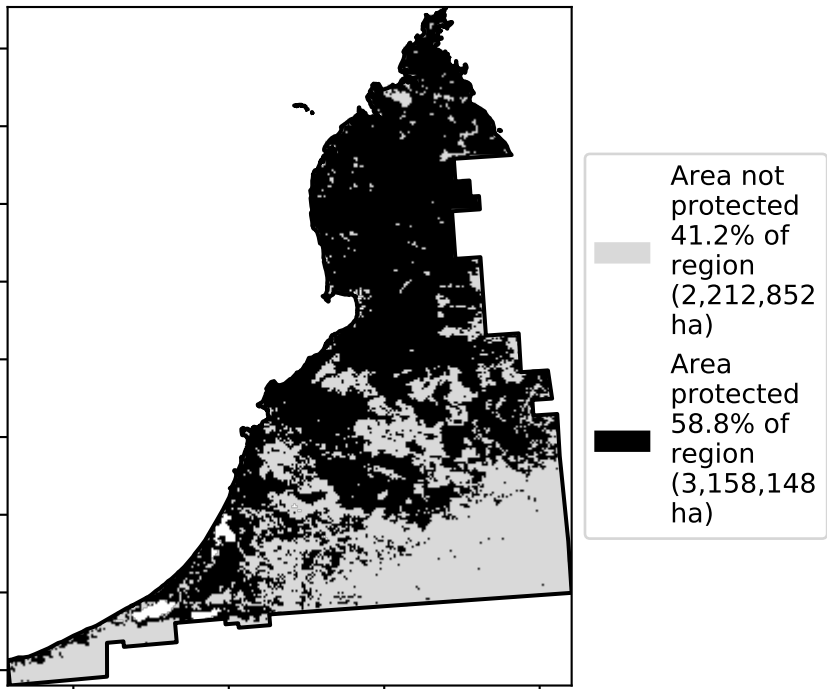 Area not
protected
41.2% of
region
(2,212,852
ha)
Area
protected
58.8% of
region
(3,158,148
ha)